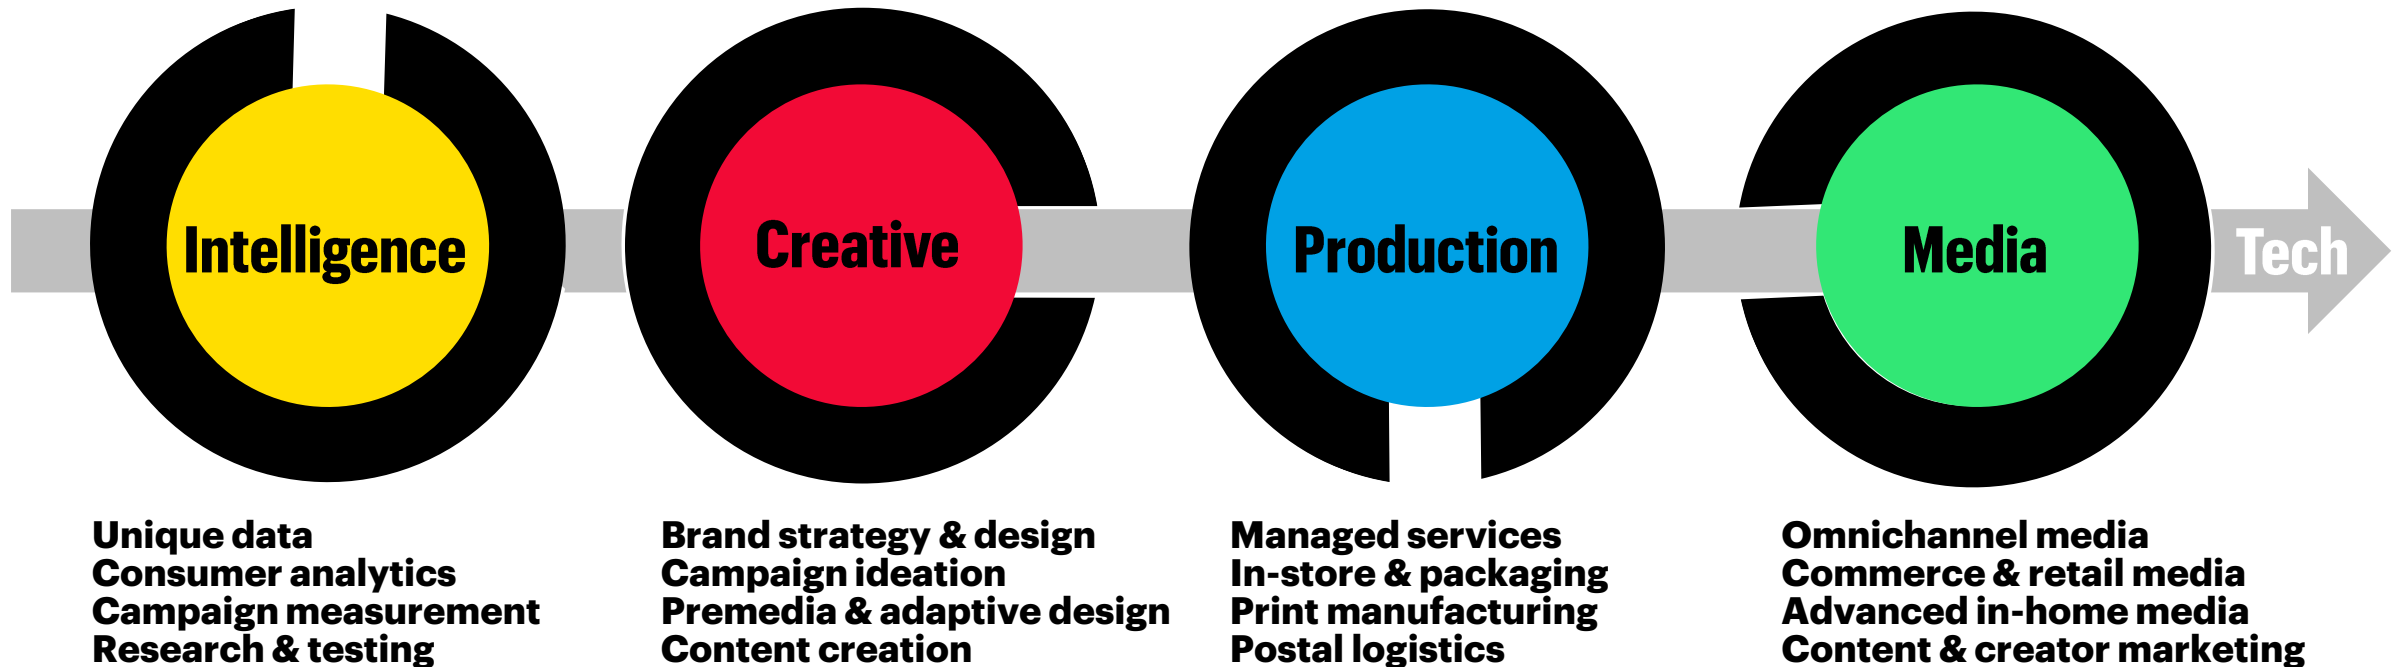 Intelligence
Creative
Production
Media
Tech
Unique data
Consumer analytics
Campaign measurement
Research & testing
Brand strategy & design
Campaign ideation
Premedia & adaptive design
Content creation
Managed services
In-store & packaging
Print manufacturing
Postal logistics
Omnichannel media
Commerce & retail media
Advanced in-home media
Content & creator marketing